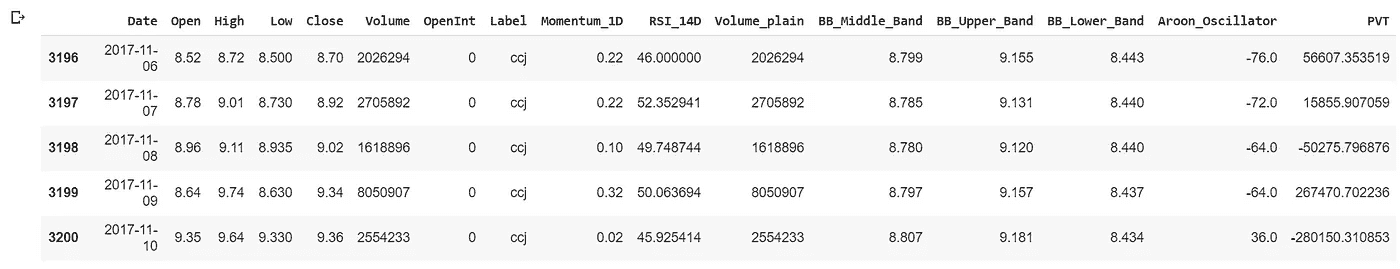 Date Open High Low Close Volume OpenInt Label Momentum_1D RSI_14D Volume_plain BB_Middle_Band BB_Upper_Band BB_Lower_Band Aroon_Oscillator PVT
3196 2017-11-06 8.52 8.72 8.500 8.70 2026294 0 ccj 0.22 46.000000 2026294 8.799 9.155 8.443 -76.0 56607.353519
3197 2017-11-07 8.78 9.01 8.730 8.92 2705892 0 ccj 0.22 52.352941 2705892 8.785 9.131 8.440 -72.0 15855.907059
3198 2017-11-08 8.96 9.11 8.935 9.02 1618896 0 ccj 0.10 49.748744 1618896 8.780 9.120 8.440 -64.0 -50275.796876
3199 2017-11-09 8.64 9.74 8.630 9.34 8050907 0 ccj 0.32 50.063694 8050907 8.797 9.157 8.437 -64.0 267470.702236
3200 2017-11-10 9.35 9.64 9.330 9.36 2554233 0 ccj 0.02 45.925414 2554233 8.807 9.181 8.434 36.0 -280150.310853